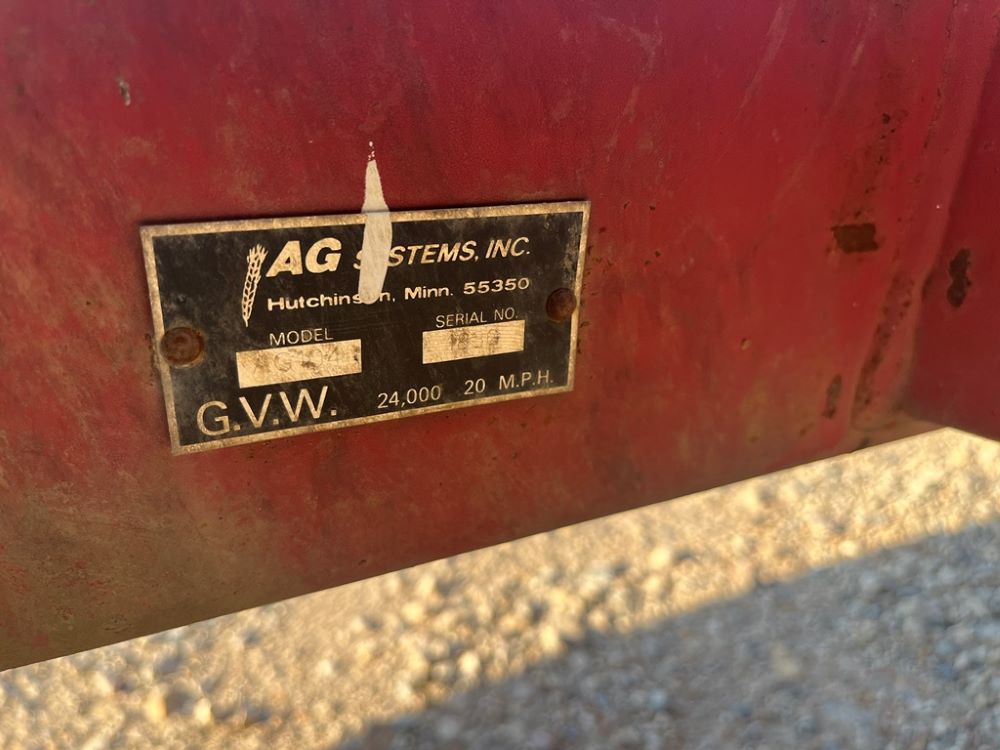 AG SYSTEMS, INC.
Hutchinson, Minn. 55350
MODEL
SERIAL NO.
G.V.W. 24,000 20 M.P.H.